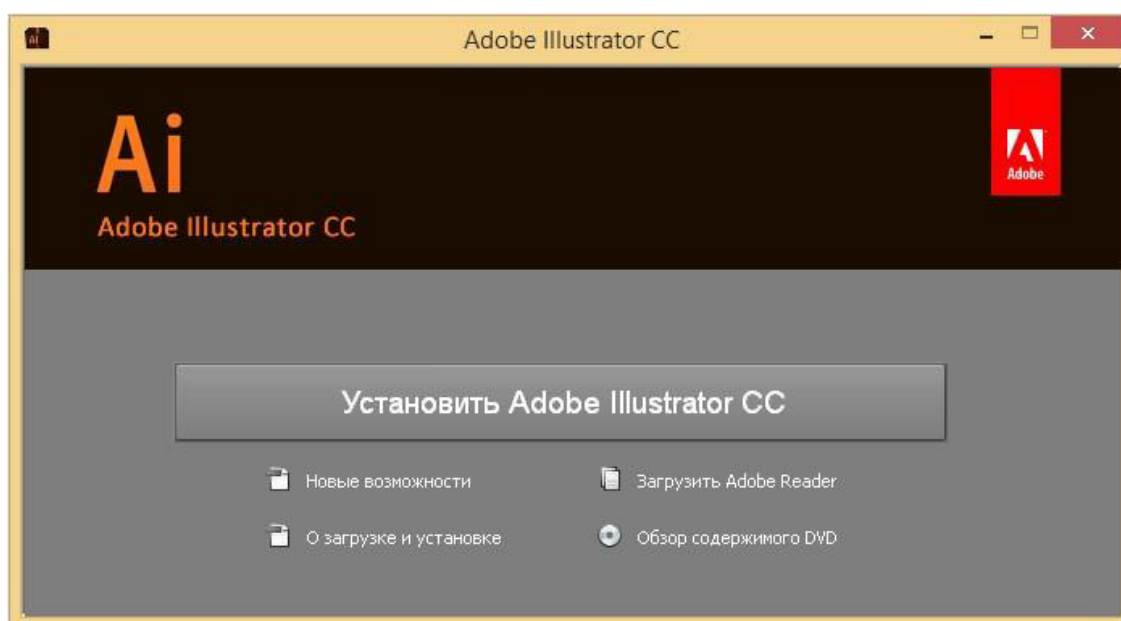 Adobe Illustrator CC
Ai
Adobe
Adobe Illustrator CC
Установить Adobe Illustrator CC
Новые возможности
Загрузить Adobe Reader
О загрузке и установке
Обзор содержимого DVD